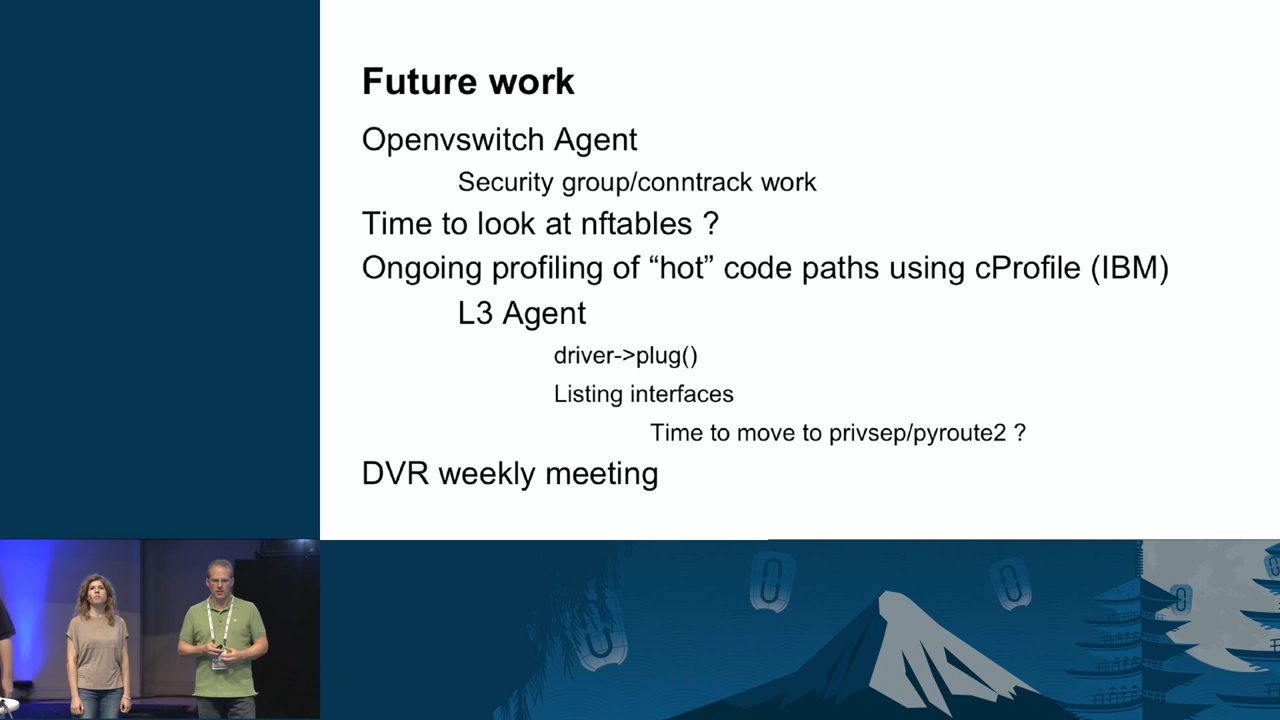 Future work
Openvswitch Agent
Security group/conntrack work
Time to look at nftables ?
Ongoing profiling of “hot” code paths using cProfile (IBM)
L3 Agent
driver->plug()
Listing interfaces
Time to move to privsep/pyroute2 ?
DVR weekly meeting